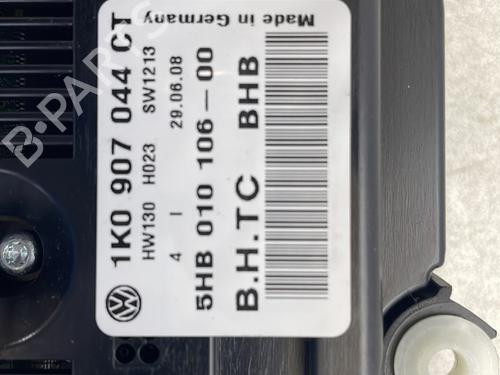 1K0 907 044 CT
HW130 H023 SW1213
4 I 29.06.08
5HB 010 106-00
B.H.TC BHB
Made in Germany
B-PARTS